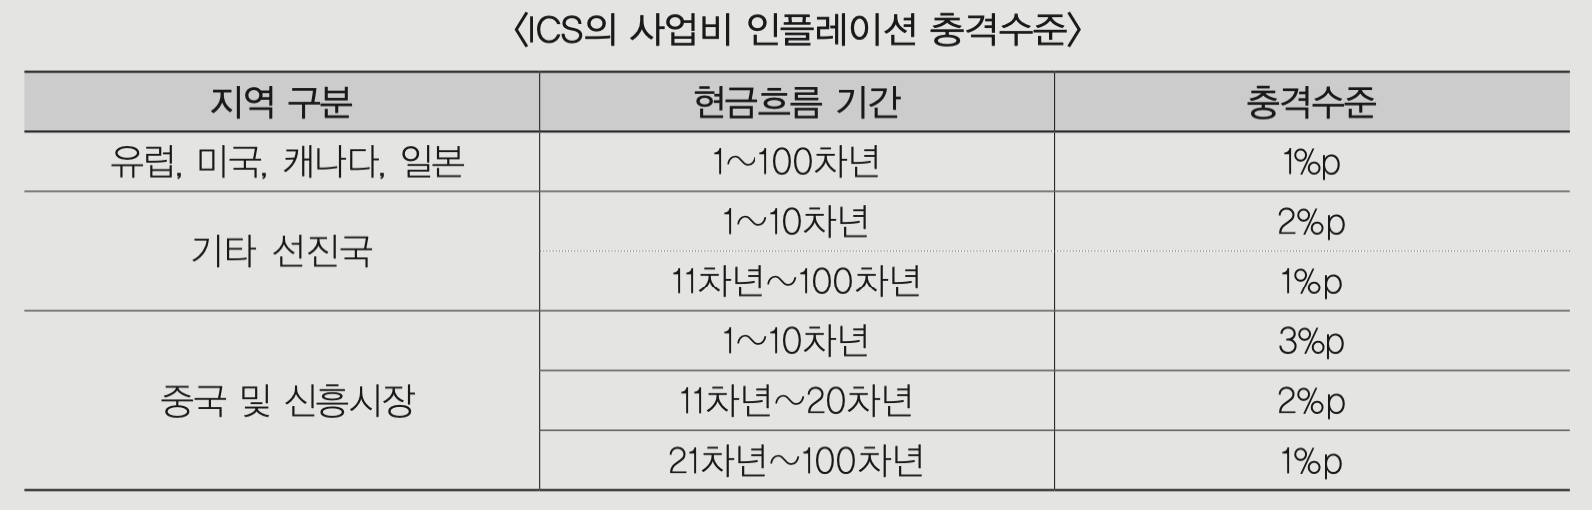 〈ICS의 사업비 인플레이션 충격수준〉
지역 구분 현금흐름 기간 충격수준
유럽, 미국, 캐나다, 일본 1～100차년 1%p
기타 선진국
1～10차년 2%p
11차년～100차년 1%p
중국 및 신흥시장
1～10차년 3%p
11차년～20차년 2%p
21차년～100차년 1%p